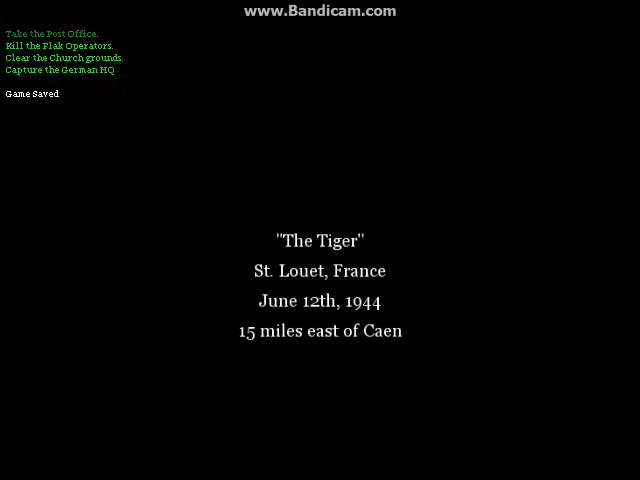 www.Bandicam.com
Take the Post Office.
Kill the Flak Operators.
Clear the Church grounds.
Capture the German HQ
Game Saved
"The Tiger"
St. Louet, France
June 12th, 1944
15 miles east of Caen